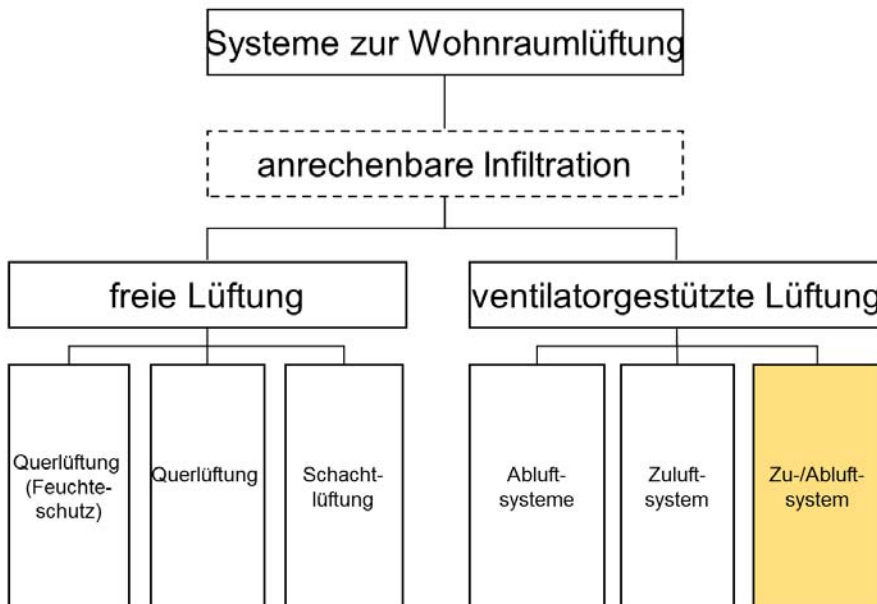 Systeme zur Wohnraumlüftung
anrechenbare Infiltration
freie Lüftung
ventilatorgestützte Lüftung
Querlüftung
(Feuchte-
schutz)
Querlüftung
Schacht-
lüftung
Abluft-
systeme
Zuluft-
system
Zu-/Abluft-
system